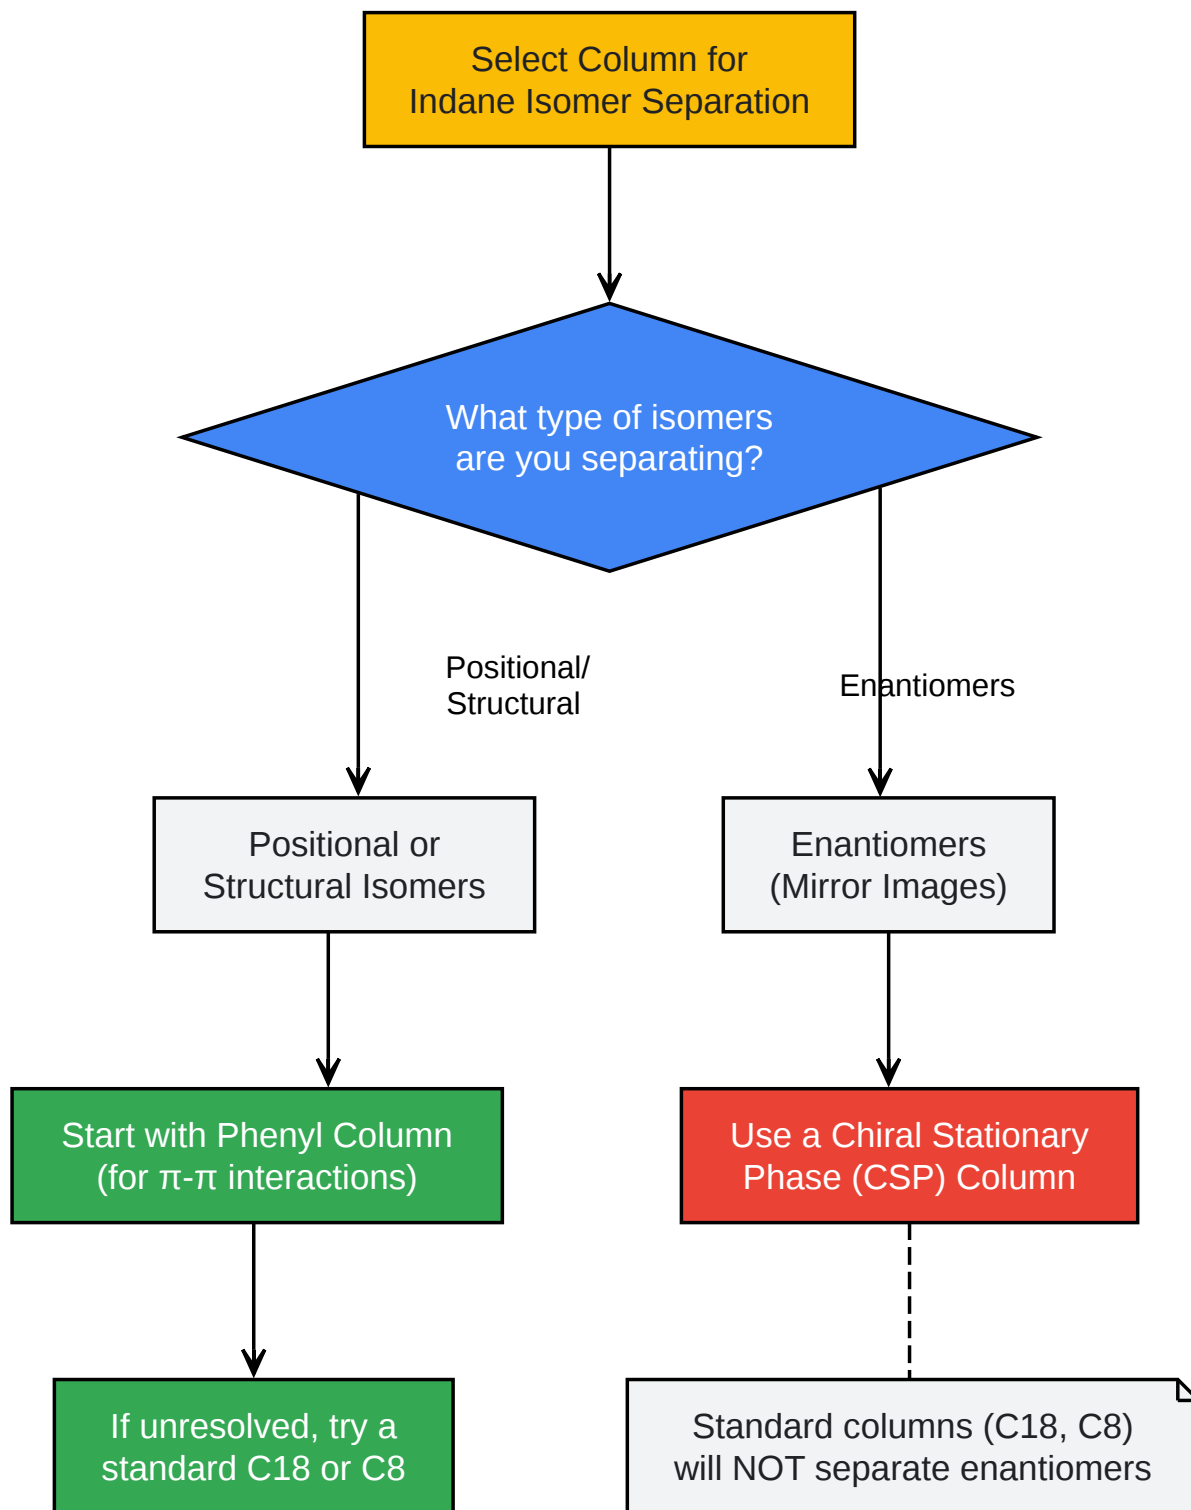 Select Column for
Indane Isomer Separation
What type of isomers
are you separating?
Positional/
Structural
Enantiomers
Positional or
Structural Isomers
Enantiomers
(Mirror Images)
Start with Phenyl Column
(for π-π interactions)
Use a Chiral Stationary
Phase (CSP) Column
If unresolved, try a
standard C18 or C8
Standard columns (C18, C8)
will NOT separate enantiomers